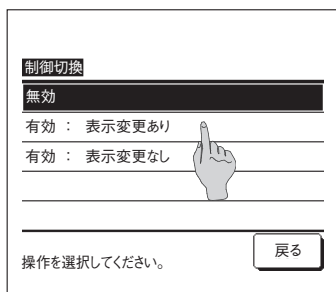 制御切換
無効
有効 ： 表示変更あり
有効 ： 表示変更なし
操作を選択してください。
戻る